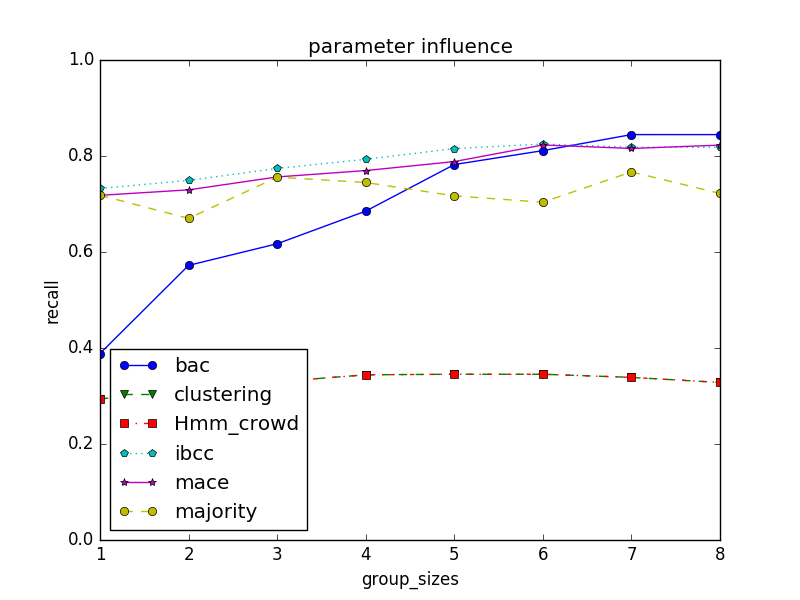 parameter influence
1.0
0.8
0.6
0.4
0.2
0.0
recall
bac
clustering
Hmm_crowd
ibcc
mace
majority
1 2 3 4 5 6 7 8
group_sizes